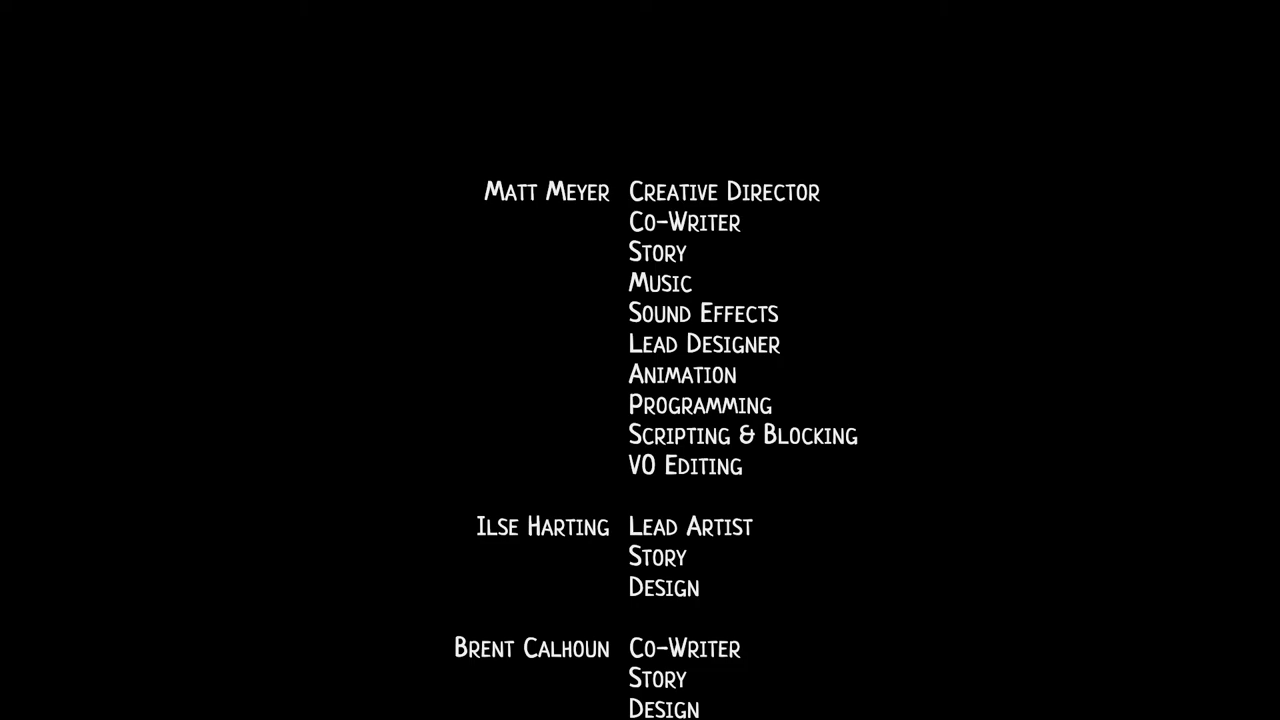 Matt Meyer Creative Director
Co-Writer
Story
Music
Sound Effects
Lead Designer
Animation
Programming
Scripting & Blocking
VO Editing
Ilse Harting Lead Artist
Story
Design
Brent Calhoun Co-Writer
Story
Design